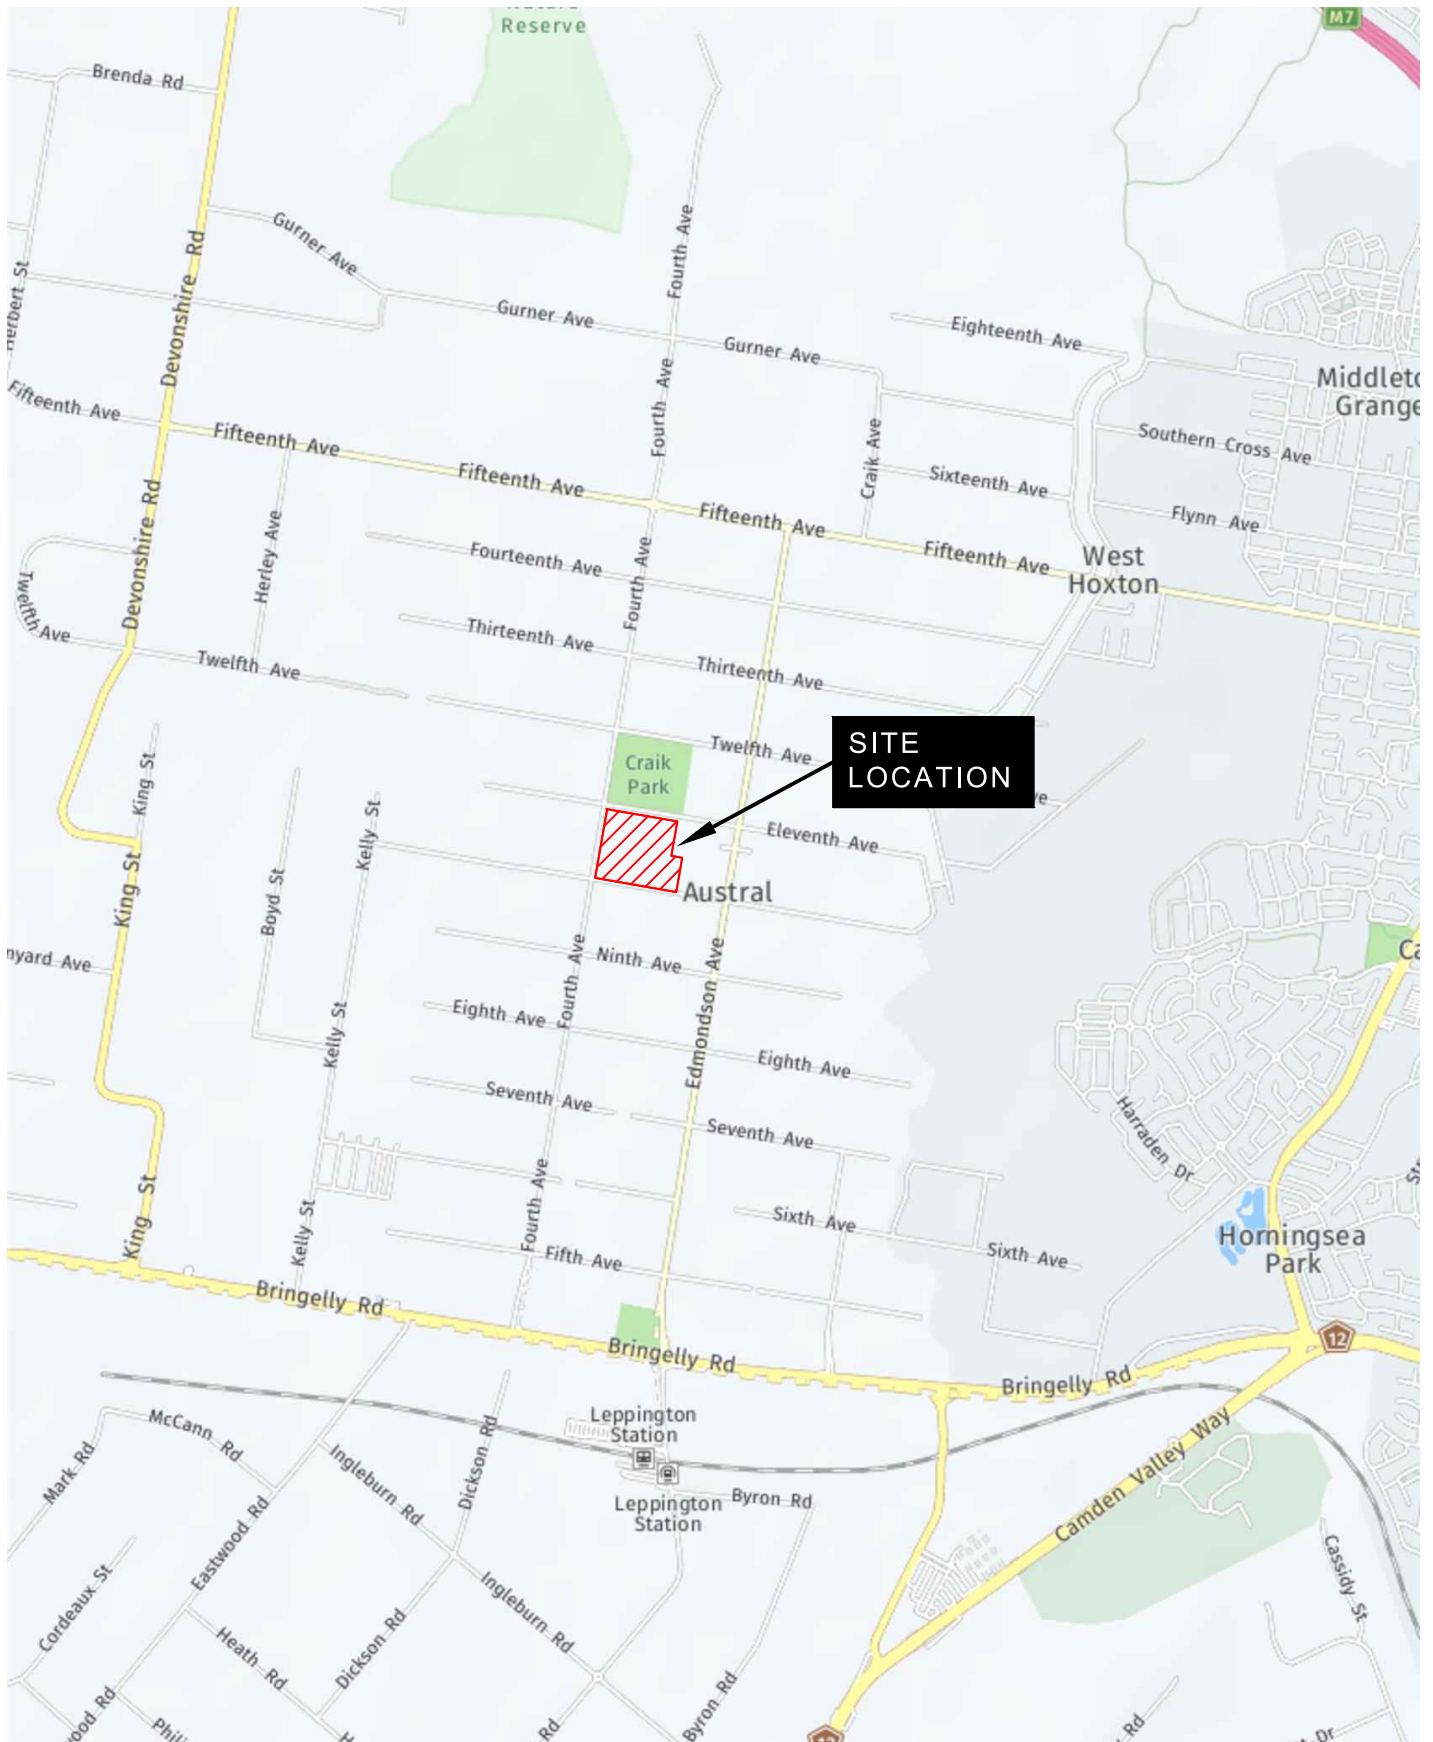 Reserve
M7
Brenda Rd
Gurner Ave
Fourth Ave
Devonshire Rd
Gurner Ave
Eighteenth Ave
Gurner Ave
Fourth Ave
Fifteenth Ave
Fifteenth Ave
Craik Ave
Southern Cross Ave
Fifteenth Ave
Sixteenth Ave
Fifteenth Ave
Flynn Ave
Devonshire Rd
Herley Ave
Fourteenth Ave
Fourth Ave
Fifteenth Ave
West
Hoxton
Twelfth Ave
Thirteenth Ave
Twelfth Ave
Thirteenth Ave
Twelfth Ave
SITE
LOCATION
Craik
Park
King St
Kelly St
Eleventh Ave
King St
Boyd St
Austral
Fourth Ave
Ninth Ave
Edmondson Ave
Kelly St
Eighth Ave
Eighth Ave
Seventh Ave
Seventh Ave
Harraden Dr
King St
Kelly St
Fourth Ave
Sixth Ave
Sixth Ave
Fifth Ave
Horningsea
Park
Bringelly Rd
Bringelly Rd
12
Bringelly Rd
Leppington
Station
McCann Rd
Mark Rd
Ingleburn Rd
Dickson Rd
Camden Valley Way
Leppington
Station
Byron Rd
Eastwood Rd
Cordeaux St
Ingleburn Rd
Cassidy St
Heath Rd
Dickson Rd
Byron Rd
Rd
Rd
Dr